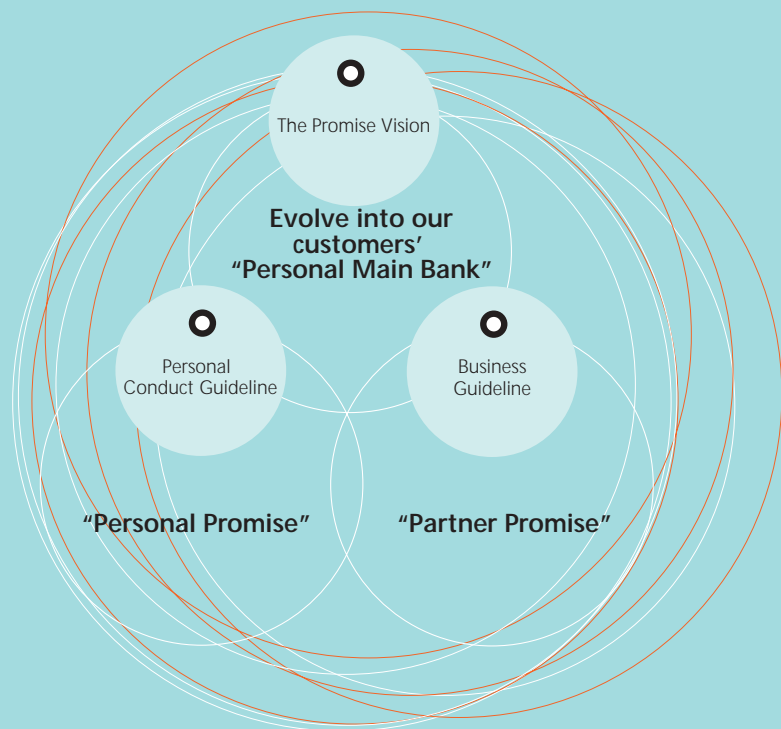 The Promise Vision
Evolve into our
customers’
“Personal Main Bank”
Personal
Conduct Guideline
Business
Guideline
“Personal Promise”
“Partner Promise”